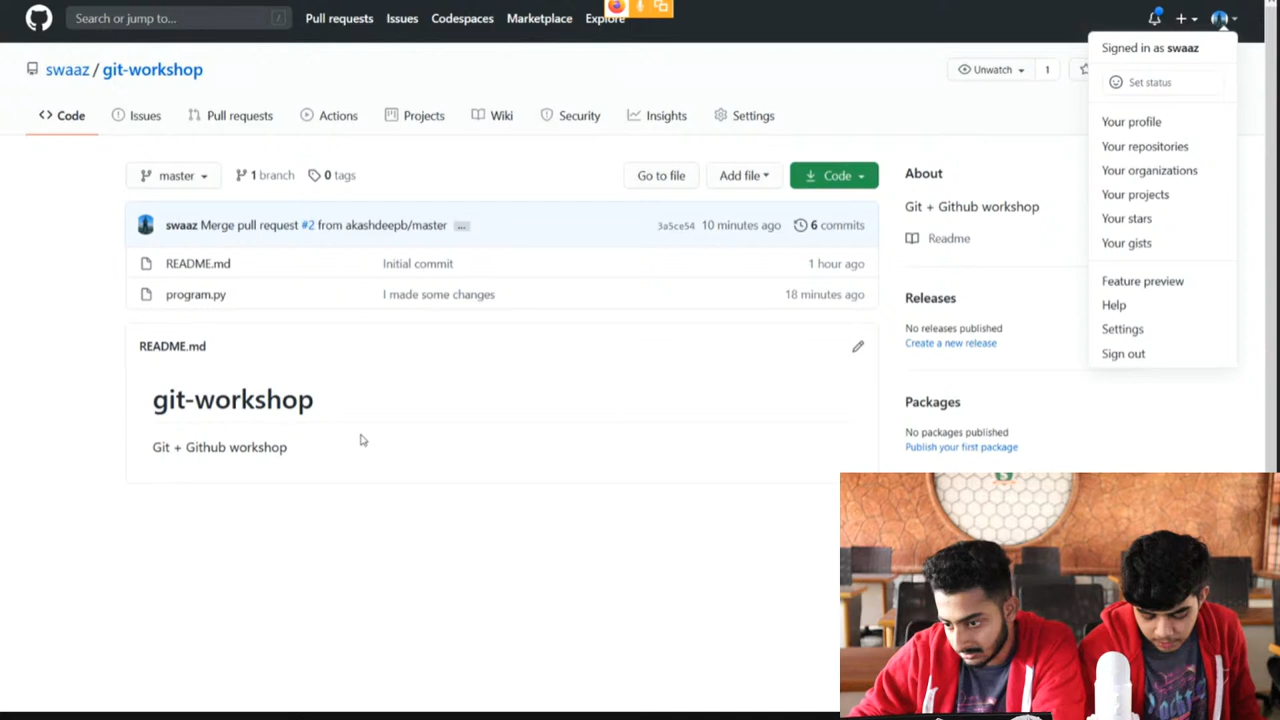 Search or jump to... / Pull requests Issues Codespaces Marketplace Explore
Signed in as swaaz
swaaz / git-workshop Unwatch 1
Set status
Code Issues Pull requests Actions Projects Wiki Security Insights Settings
Your profile
Your repositories
Your organizations
Your projects
Your stars
Your gists
Feature preview
Help
Settings
Sign out
master 1 branch 0 tags Go to file Add file Code
swaaz Merge pull request #2 from akashdeepb/master ... 3a5ce54 10 minutes ago 6 commits
README.md Initial commit 1 hour ago
program.py I made some changes 18 minutes ago
README.md
git-workshop
Git + Github workshop
About
Git + Github workshop
Readme
Releases
No releases published
Create a new release
Packages
No packages published
Publish your first package